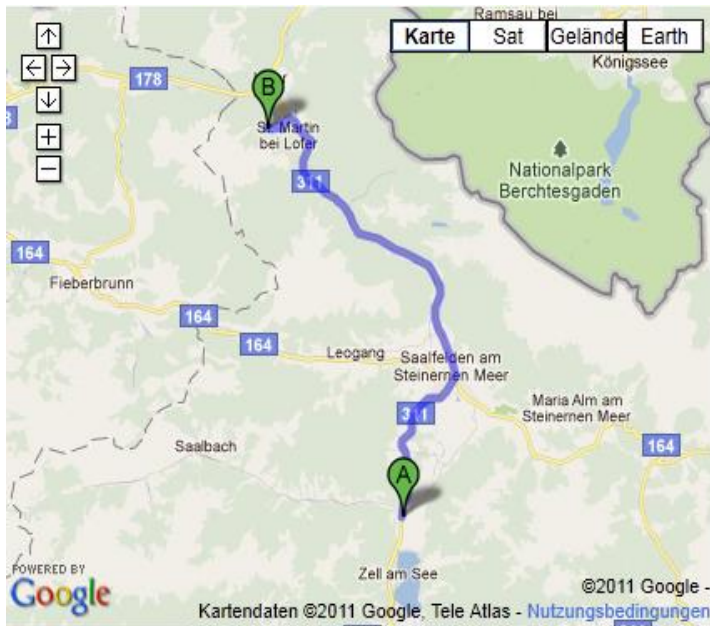 Ramsau bei
Karte Sat Gelände Earth
Königssee
178
B
St. Martin
bei Lofer
Nationalpark
Berchtesgaden
311
164
Fieberbrunn
164
164
Leogang
Saalfelden am
Steinernen Meer
Maria Alm am
Steinernen Meer
311
164
Saalbach
A
Zell am See
POWERED BY
Google
©2011 Google -
Kartendaten ©2011 Google, Tele Atlas - Nutzungsbedingungen